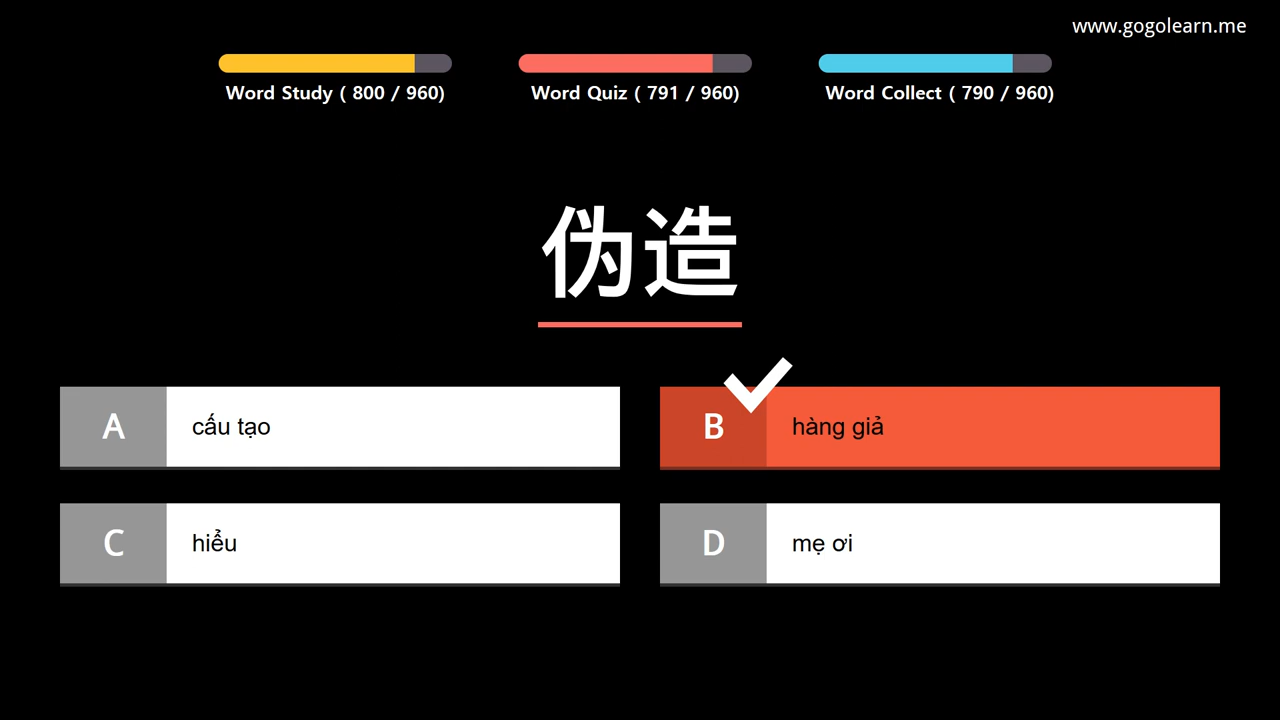 www.gogolearn.me
Word Study ( 800 / 960)
Word Quiz ( 791 / 960)
Word Collect ( 790 / 960)
伪造
A cấu tạo
B hàng giả
C hiểu
D mẹ ơi